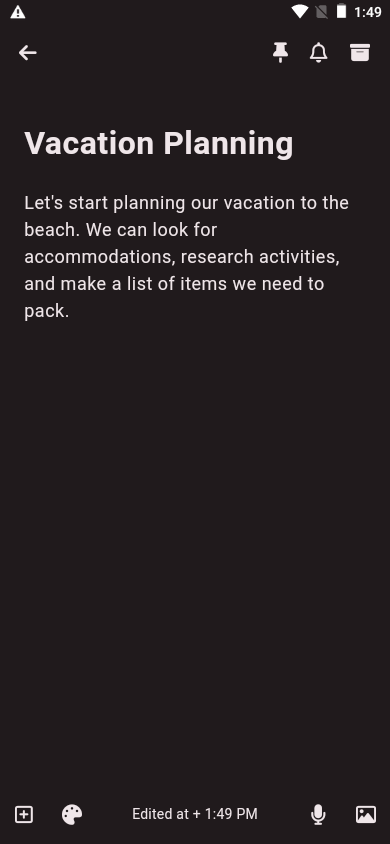 1:49
Vacation Planning
Let's start planning our vacation to the
beach. We can look for
accommodations, research activities,
and make a list of items we need to
pack.
Edited at + 1:49 PM